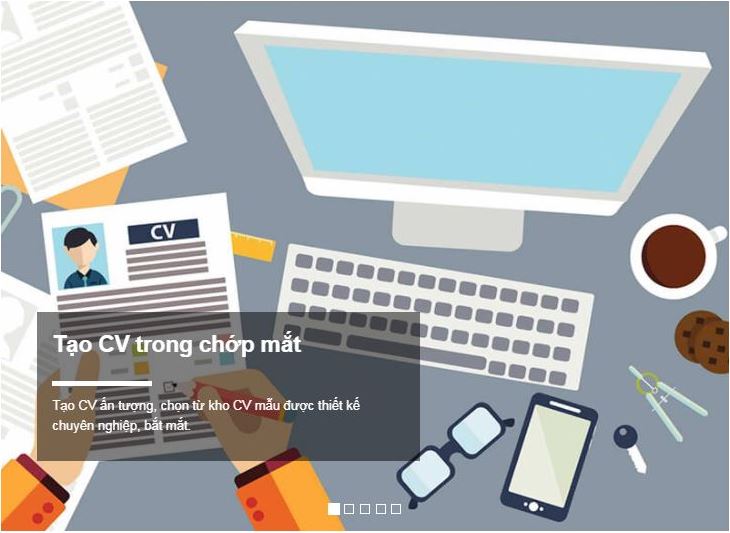 CV
Tạo CV trong chớp mắt
Tạo CV ấn tượng, chọn từ kho CV mẫu được thiết kế
chuyên nghiệp, bắt mắt.